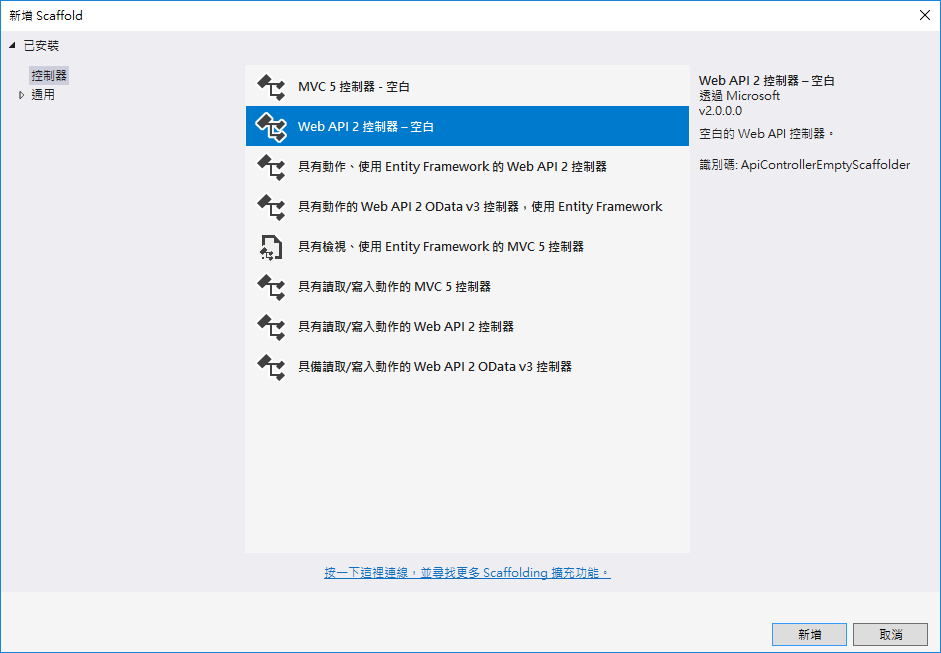 新增 Scaffold
已安裝
控制器
通用
MVC 5 控制器 - 空白
Web API 2 控制器 – 空白
具有動作、使用 Entity Framework 的 Web API 2 控制器
具有動作的 Web API 2 OData v3 控制器，使用 Entity Framework
具有檢視、使用 Entity Framework 的 MVC 5 控制器
具有讀取/寫入動作的 MVC 5 控制器
具有讀取/寫入動作的 Web API 2 控制器
具備讀取/寫入動作的 Web API 2 OData v3 控制器
Web API 2 控制器 – 空白
透過 Microsoft
v2.0.0.0
空白的 Web API 控制器。
識別碼: ApiControllerEmptyScaffolder
按一下這裡連線，並尋找更多 Scaffolding 擴充功能。
新增
取消